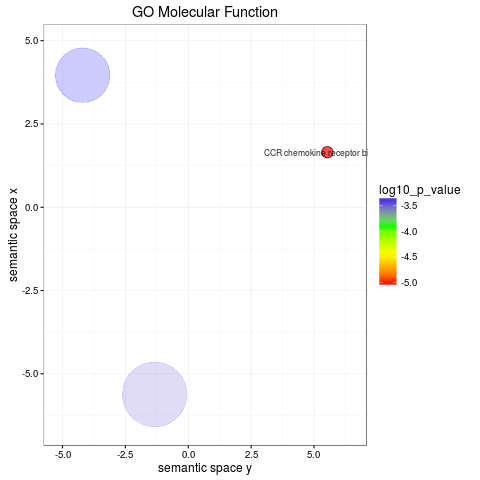 GO Molecular Function
5.0
2.5
0.0
-2.5
-5.0
semantic space x
CCR chemokine receptor bi
-5.0
-2.5
0.0
2.5
5.0
semantic space y
log10_p_value
-3.5
-4.0
-4.5
-5.0